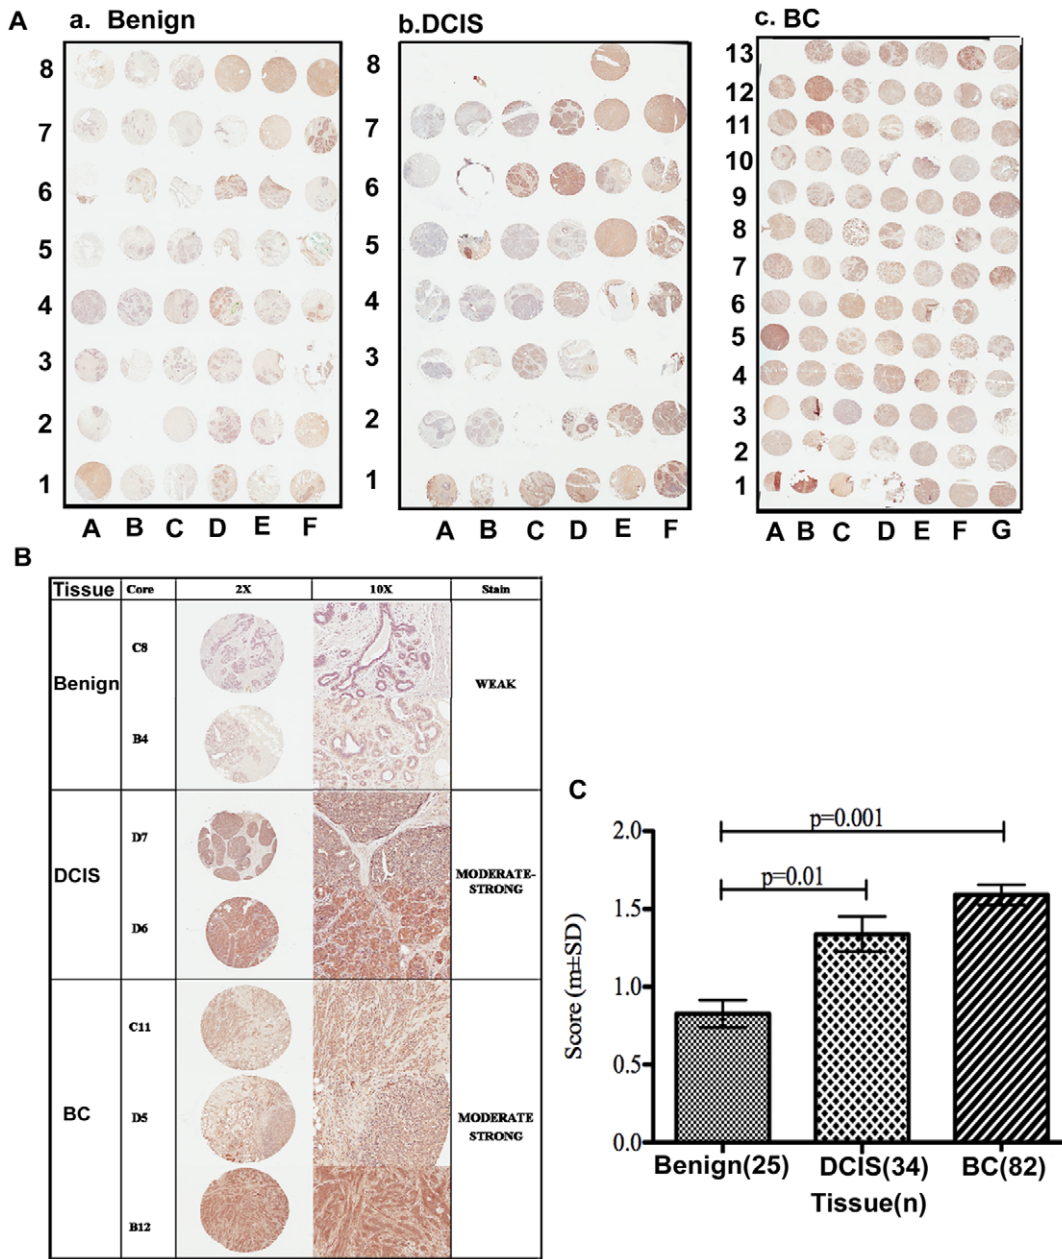 A
a. Benign
8
7
6
5
4
3
2
1
A B C D E F
b.DCIS
8
7
6
5
4
3
2
1
A B C D E F
c. BC
13
12
11
10
9
8
7
6
5
4
3
2
1
A B C D E F G
B
Tissue Core 2X 10X Stain
Benign
C8
B4
WEAK
DCIS
D7
D6
MODERATE-
STRONG
BC
C11
D5
B12
MODERATE
STRONG
C
p=0.001
p=0.01
Score (m±SD)
2.0
1.5
1.0
0.5
0.0
Benign(25) DCIS(34) BC(82)
Tissue(n)